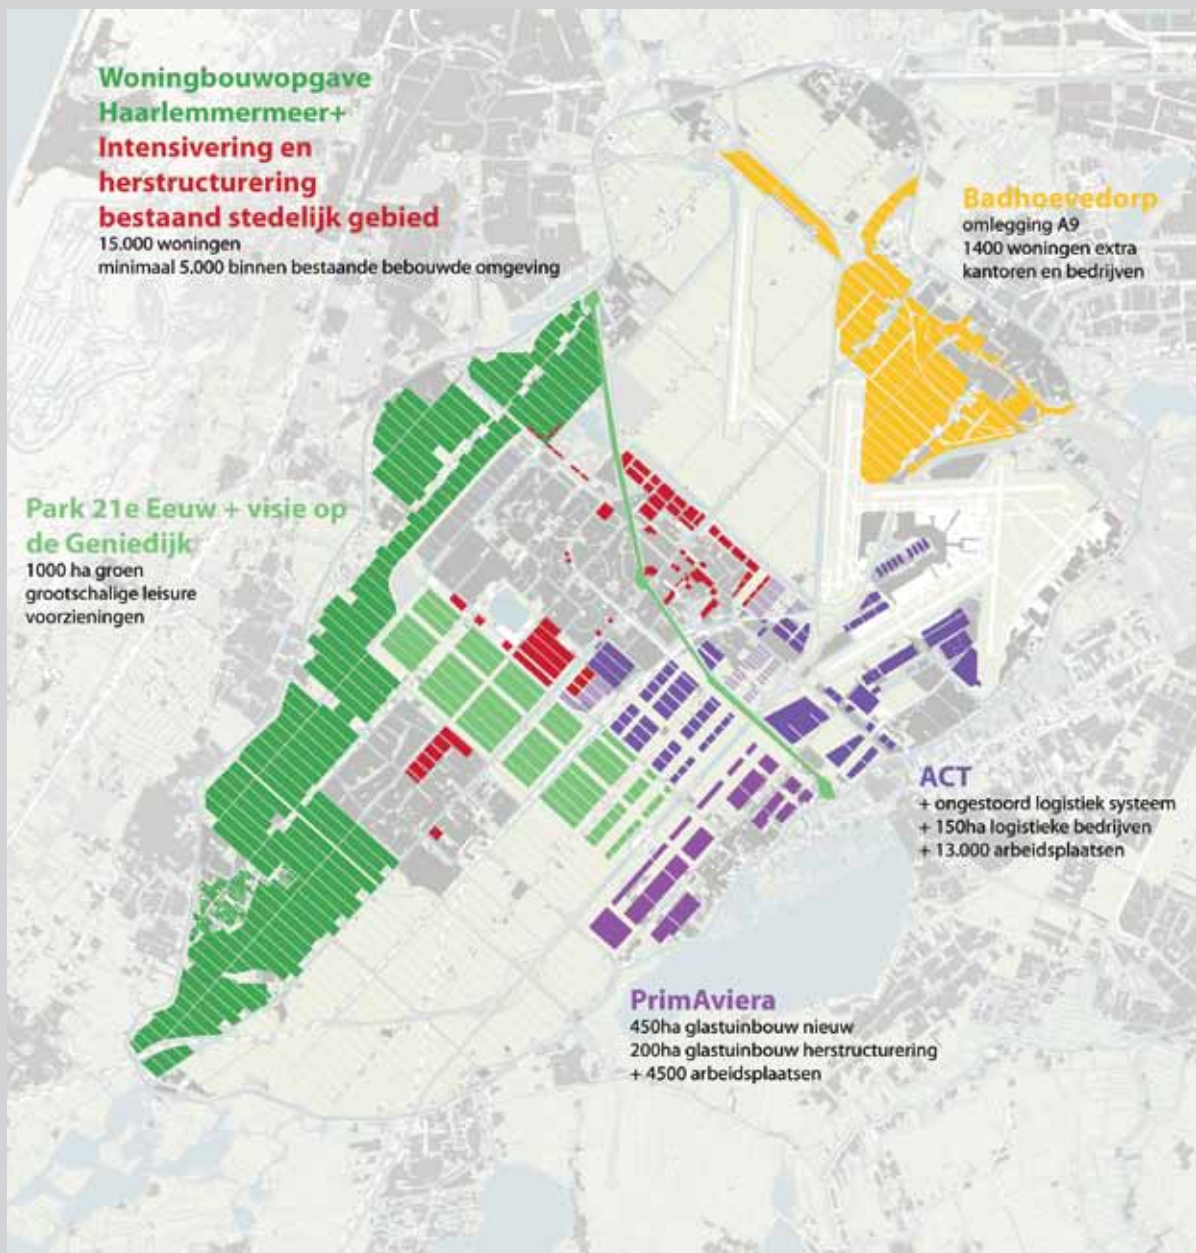 Woningbouwopgave
Haarlemmermeer+
Intensivering en
herstructurering
bestaand stedelijk gebied
15.000 woningen
minimaal 5.000 binnen bestaande bebouwde omgeving
Badhoevedorp
omlegging A9
1400 woningen extra
kantoren en bedrijven
Park 21e Eeuw + visie op
de Geniedijk
1000 ha groen
grootschalige leisure
voorzieningen
ACT
+ ongestoord logistiek systeem
+ 150ha logistieke bedrijven
+ 13.000 arbeidsplaatsen
PrimAviera
450ha glastuinbouw nieuw
200ha glastuinbouw herstructurering
+ 4500 arbeidsplaatsen